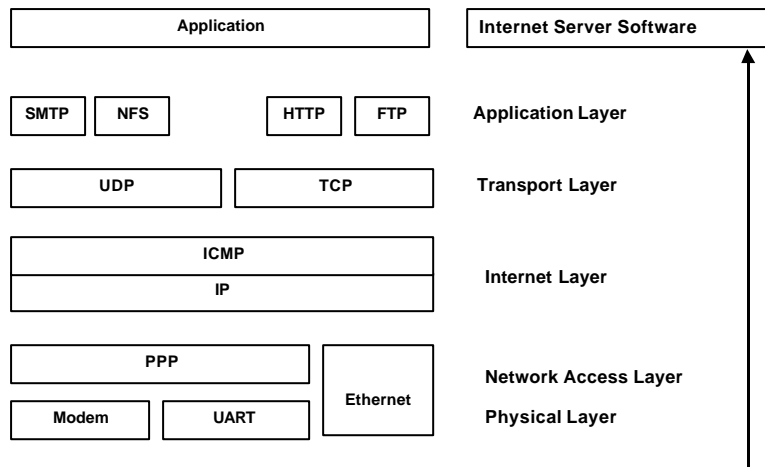 Application
Internet Server Software
SMTP NFS HTTP FTP
Application Layer
UDP TCP
Transport Layer
ICMP
IP
Internet Layer
PPP
Ethernet
Network Access Layer
Modem UART
Physical Layer